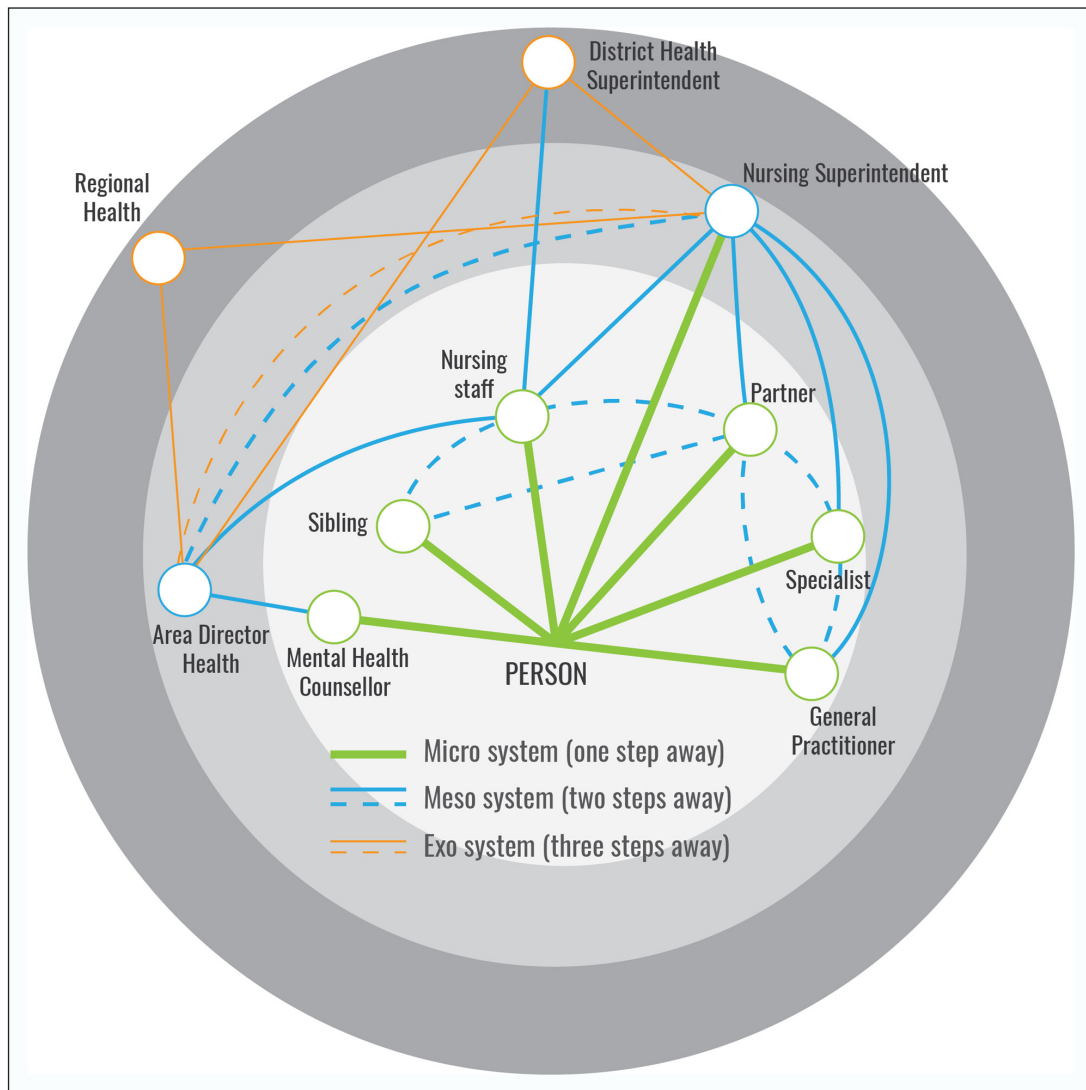 District Health
Superintendent
Nursing Superintendent
Regional
Health
Nursing
staff
Partner
Sibling
Specialist
Area Director
Health
Mental Health
Counsellor
PERSON
General
Practitioner
Micro system (one step away)
Meso system (two steps away)
Exo system (three steps away)